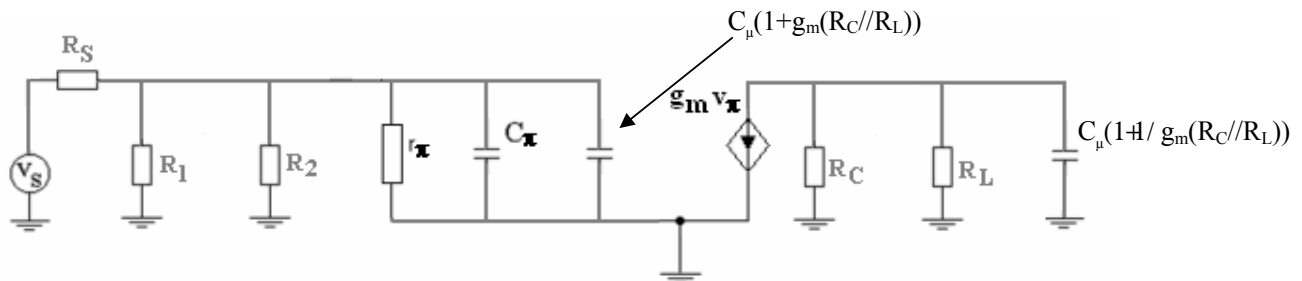 C_μ(1+g_m(R_C//R_L))
R_S
g_m v_π
v_S
R_1
R_2
r_π
C_π
R_C
R_L
C_μ(1+1/ g_m(R_C//R_L))